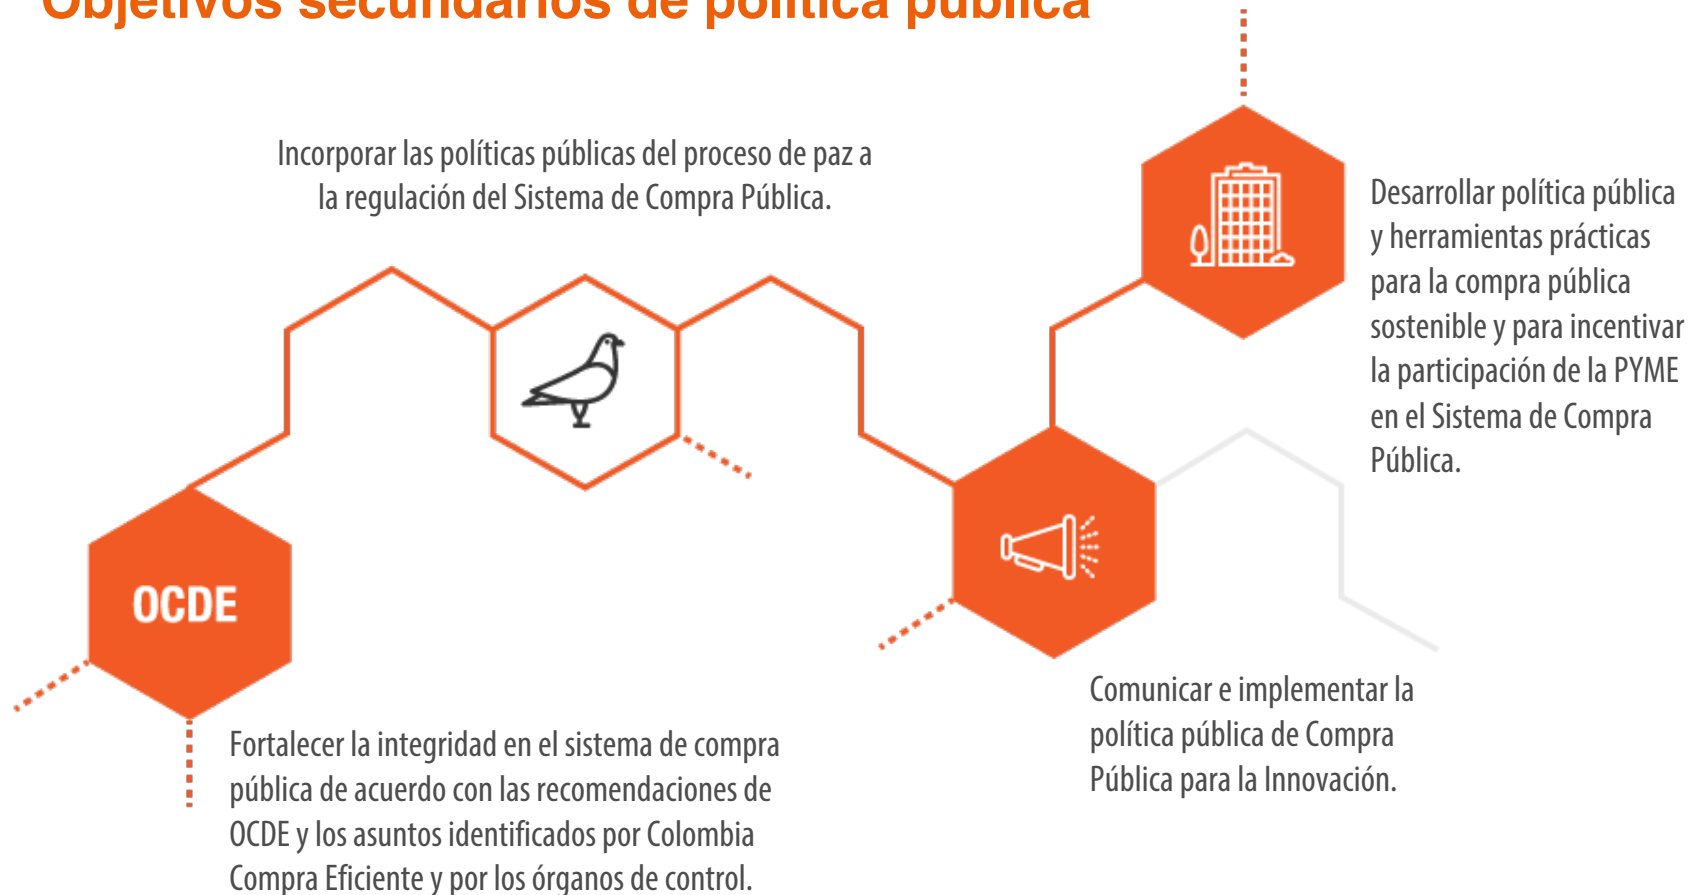 Objetivos secundarios de política pública
Incorporar las políticas públicas del proceso de paz a
la regulación del Sistema de Compra Pública.
Desarrollar política pública
y herramientas prácticas
para la compra pública
sostenible y para incentivar
la participación de la PYME
en el Sistema de Compra
Pública.
OCDE
Comunicar e implementar la
política pública de Compra
Pública para la Innovación.
Fortalecer la integridad en el sistema de compra
pública de acuerdo con las recomendaciones de
OCDE y los asuntos identificados por Colombia
Compra Eficiente y por los órganos de control.